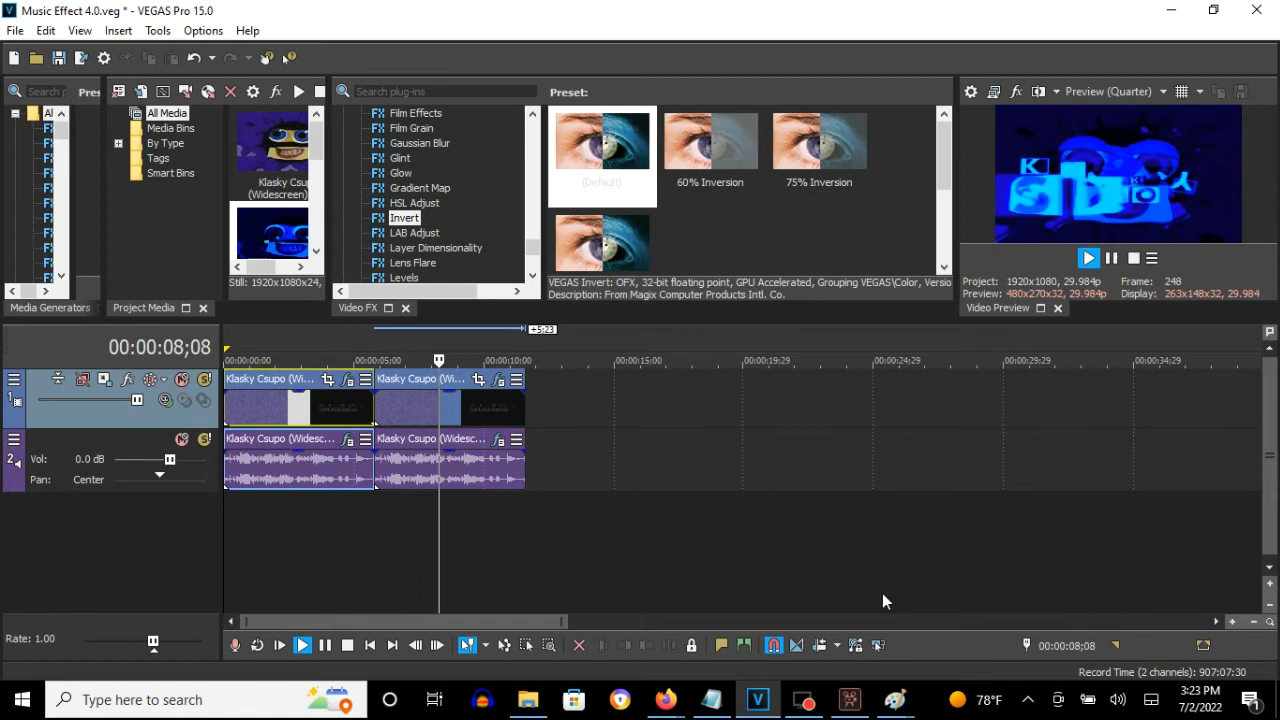 Music Effect 4.0.veg * - VEGAS Pro 15.0
File Edit View Insert Tools Options Help
Search
Pres
All Media
Media Bins
By Type
Tags
Smart Bins
Klasky Csu
(Widescreen)
Still: 1920x1080x24,
Media Generators
Project Media
Search plug-ins
Film Effects
Film Grain
Gaussian Blur
Glint
Glow
Gradient Map
HSL Adjust
Invert
LAB Adjust
Layer Dimensionality
Lens Flare
Levels
Video FX
Preset:
(Default)
60% Inversion
75% Inversion
VEGAS Invert: OFX, 32-bit floating point, GPU Accelerated, Grouping VEGAS\Color, Versio
Description: From Magix Computer Products Intl. Co.
Preview (Quarter)
Project: 1920x1080, 29.984p
Frame: 248
Preview: 480x270x32, 29.984p
Display: 263x148x32, 29.984
Video Preview
00:00:08;08
+5:23
00:00:00;00 00:00:05;00 00:00:10;00 00:00:15;00 00:00:19;29 00:00:24;29 00:00:29;29 00:00:34;29
1
Klasky Csupo (Wi... Klasky Csupo (Wi...
2
Klasky Csupo (Widesc... Klasky Csupo (Widesc...
Vol: 0.0 dB
Pan: Center
Rate: 1.00
00:00:08;08
Record Time (2 channels): 907:07:30
Type here to search
78°F
3:23 PM
7/2/2022
1